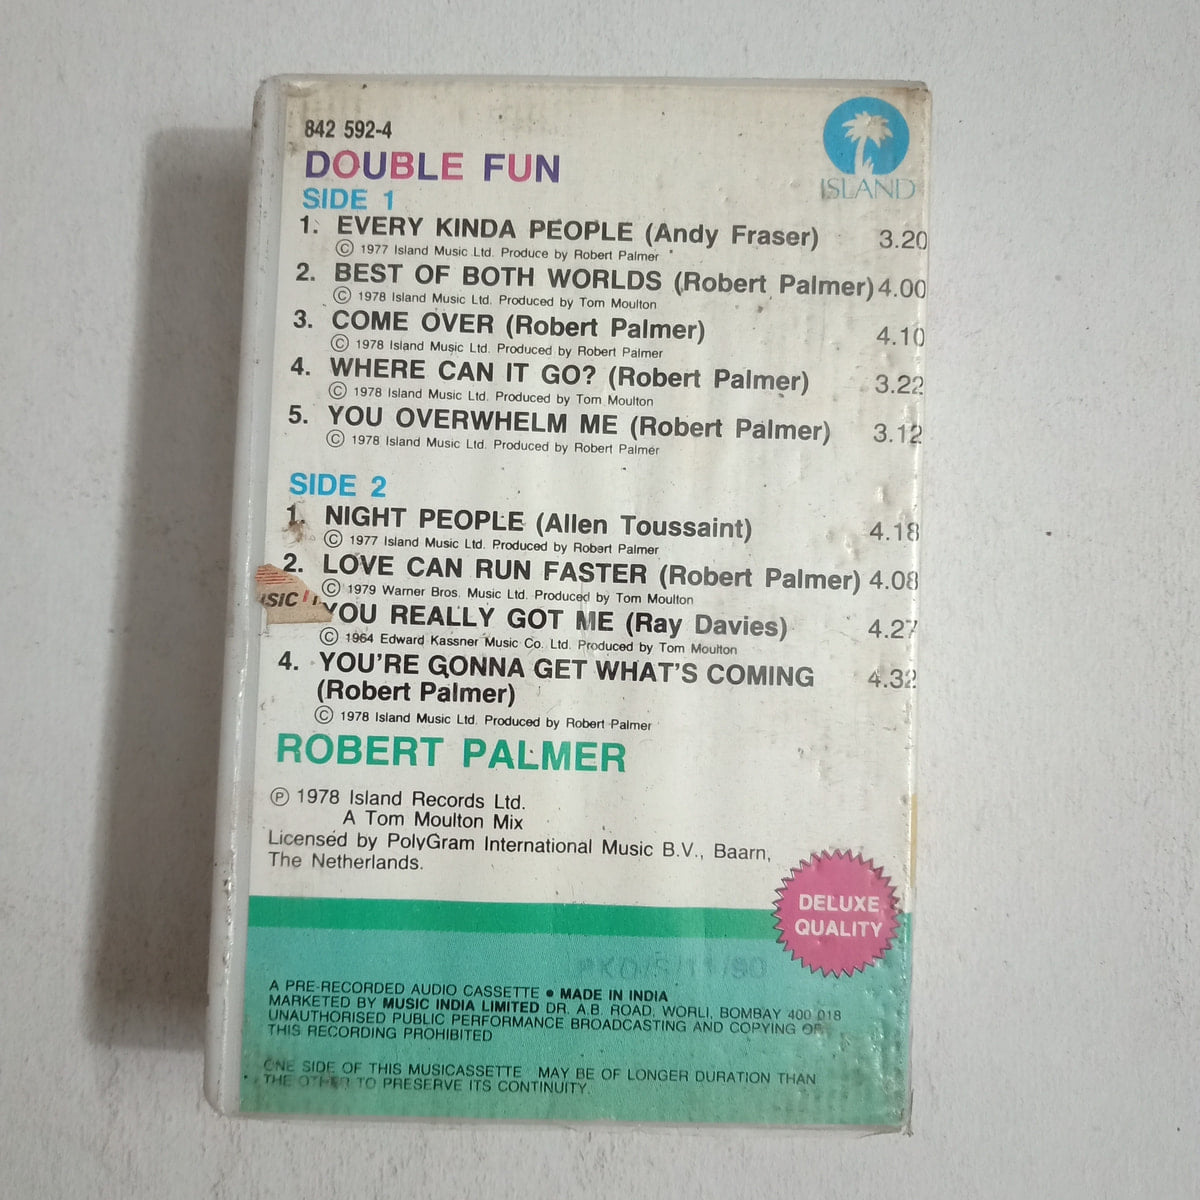 842 592-4
ISLAND
DOUBLE FUN
SIDE 1
1. EVERY KINDA PEOPLE (Andy Fraser) 3.20
© 1977 Island Music Ltd. Produce by Robert Palmer
2. BEST OF BOTH WORLDS (Robert Palmer) 4.00
© 1978 Island Music Ltd. Produced by Tom Moulton
3. COME OVER (Robert Palmer) 4.10
© 1978 Island Music Ltd. Produced by Robert Palmer
4. WHERE CAN IT GO? (Robert Palmer) 3.22
© 1978 Island Music Ltd. Produced by Tom Moulton
5. YOU OVERWHELM ME (Robert Palmer) 3.12
© 1978 Island Music Ltd. Produced by Robert Palmer
SIDE 2
1. NIGHT PEOPLE (Allen Toussaint) 4.18
© 1977 Island Music Ltd. Produced by Robert Palmer
2. LOVE CAN RUN FASTER (Robert Palmer) 4.08
© 1979 Warner Bros. Music Ltd. Produced by Tom Moulton
YOU REALLY GOT ME (Ray Davies) 4.27
© 1964 Edward Kassner Music Co. Ltd. Produced by Tom Moulton
4. YOU'RE GONNA GET WHAT'S COMING 4.32
(Robert Palmer)
© 1978 Island Music Ltd. Produced by Robert Palmer
ROBERT PALMER
℗ 1978 Island Records Ltd.
A Tom Moulton Mix
Licensed by PolyGram International Music B.V., Baarn,
The Netherlands.
DELUXE
QUALITY
PKD/5/11/90
A PRE-RECORDED AUDIO CASSETTE ● MADE IN INDIA
MARKETED BY MUSIC INDIA LIMITED DR. A.B. ROAD, WORLI, BOMBAY 400 018
UNAUTHORISED PUBLIC PERFORMANCE BROADCASTING AND COPYING OF
THIS RECORDING PROHIBITED
ONE SIDE OF THIS MUSICASSETTE MAY BE OF LONGER DURATION THAN
THE OTHER TO PRESERVE ITS CONTINUITY.